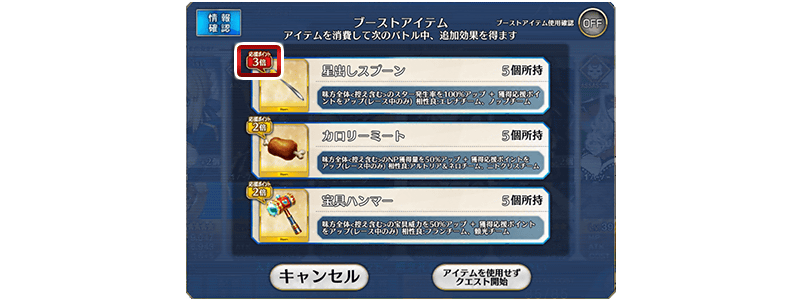 情報
確認
ブーストアイテム
ブーストアイテム使用確認
OFF
アイテムを消費して次のバトル中、追加効果を得ます
応援ポイント
3倍
星出しスプーン
5個所持
味方全体<控え含む>のスター発生率を100%アップ + 獲得応援ポイ
ントをアップ(レース中のみ) 相性良:エレナチーム、ノッブチーム
応援ポイント
2倍
カロリーミート
5個所持
味方全体<控え含む>のNP獲得量を50%アップ + 獲得応援ポイントを
アップ(レース中のみ) 相性良:アルトリア&ネロチーム、ニトクリスチーム
応援ポイント
2倍
宝具ハンマー
5個所持
味方全体<控え含む>の宝具威力を50%アップ + 獲得応援ポイント
をアップ(レース中のみ) 相性良:フランチーム、頼光チーム
キャンセル
アイテムを使用せず
クエスト開始